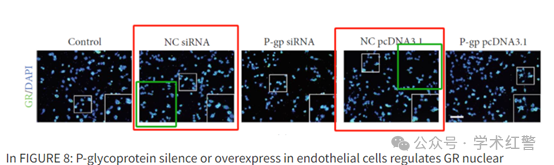 Control NC siRNA P-gp siRNA NC pcDNA3.1 P-gp pcDNA3.1
GR/DAPI
公众号 · 学术红警
In FIGURE 8: P-glycoprotein silence or overexpress in endothelial cells regulates GR nuclear